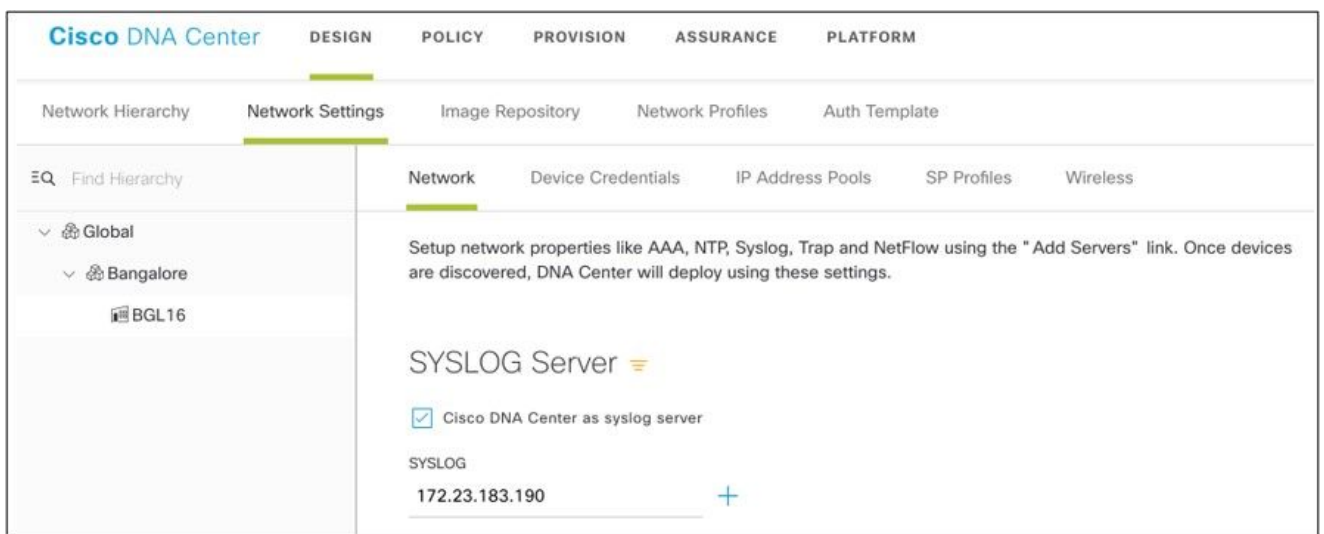 Cisco DNA Center DESIGN POLICY PROVISION ASSURANCE PLATFORM
Network Hierarchy Network Settings Image Repository Network Profiles Auth Template
Find Hierarchy
Network Device Credentials IP Address Pools SP Profiles Wireless
Global
Bangalore
BGL16
Setup network properties like AAA, NTP, Syslog, Trap and NetFlow using the "Add Servers" link. Once devices
are discovered, DNA Center will deploy using these settings.
SYSLOG Server
Cisco DNA Center as syslog server
SYSLOG
172.23.183.190